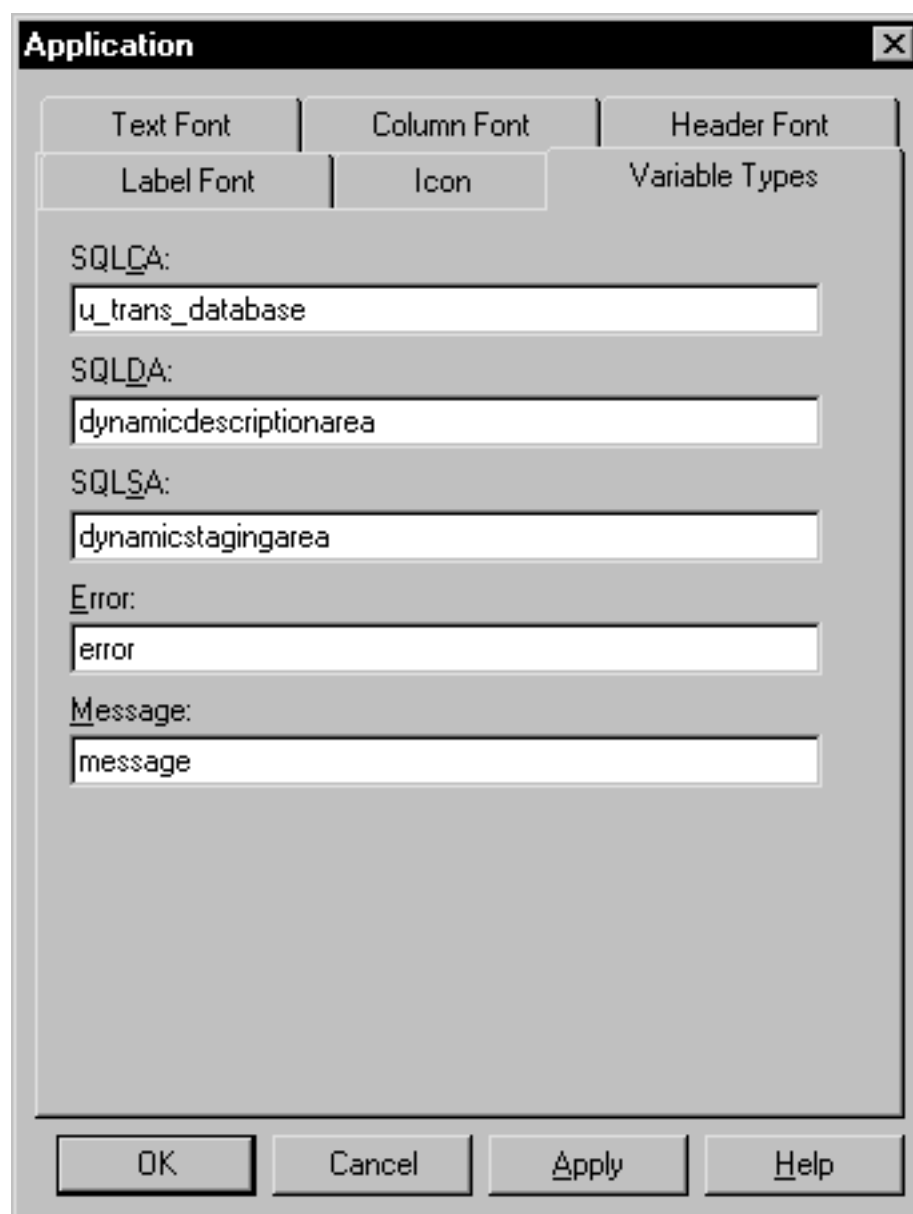 Application
Text Font
Column Font
Header Font
Label Font
Icon
Variable Types
SQLCA:
u_trans_database
SQLDA:
dynamicdescriptionarea
SQLSA:
dynamicstagingarea
Error:
error
Message:
message
OK
Cancel
Apply
Help